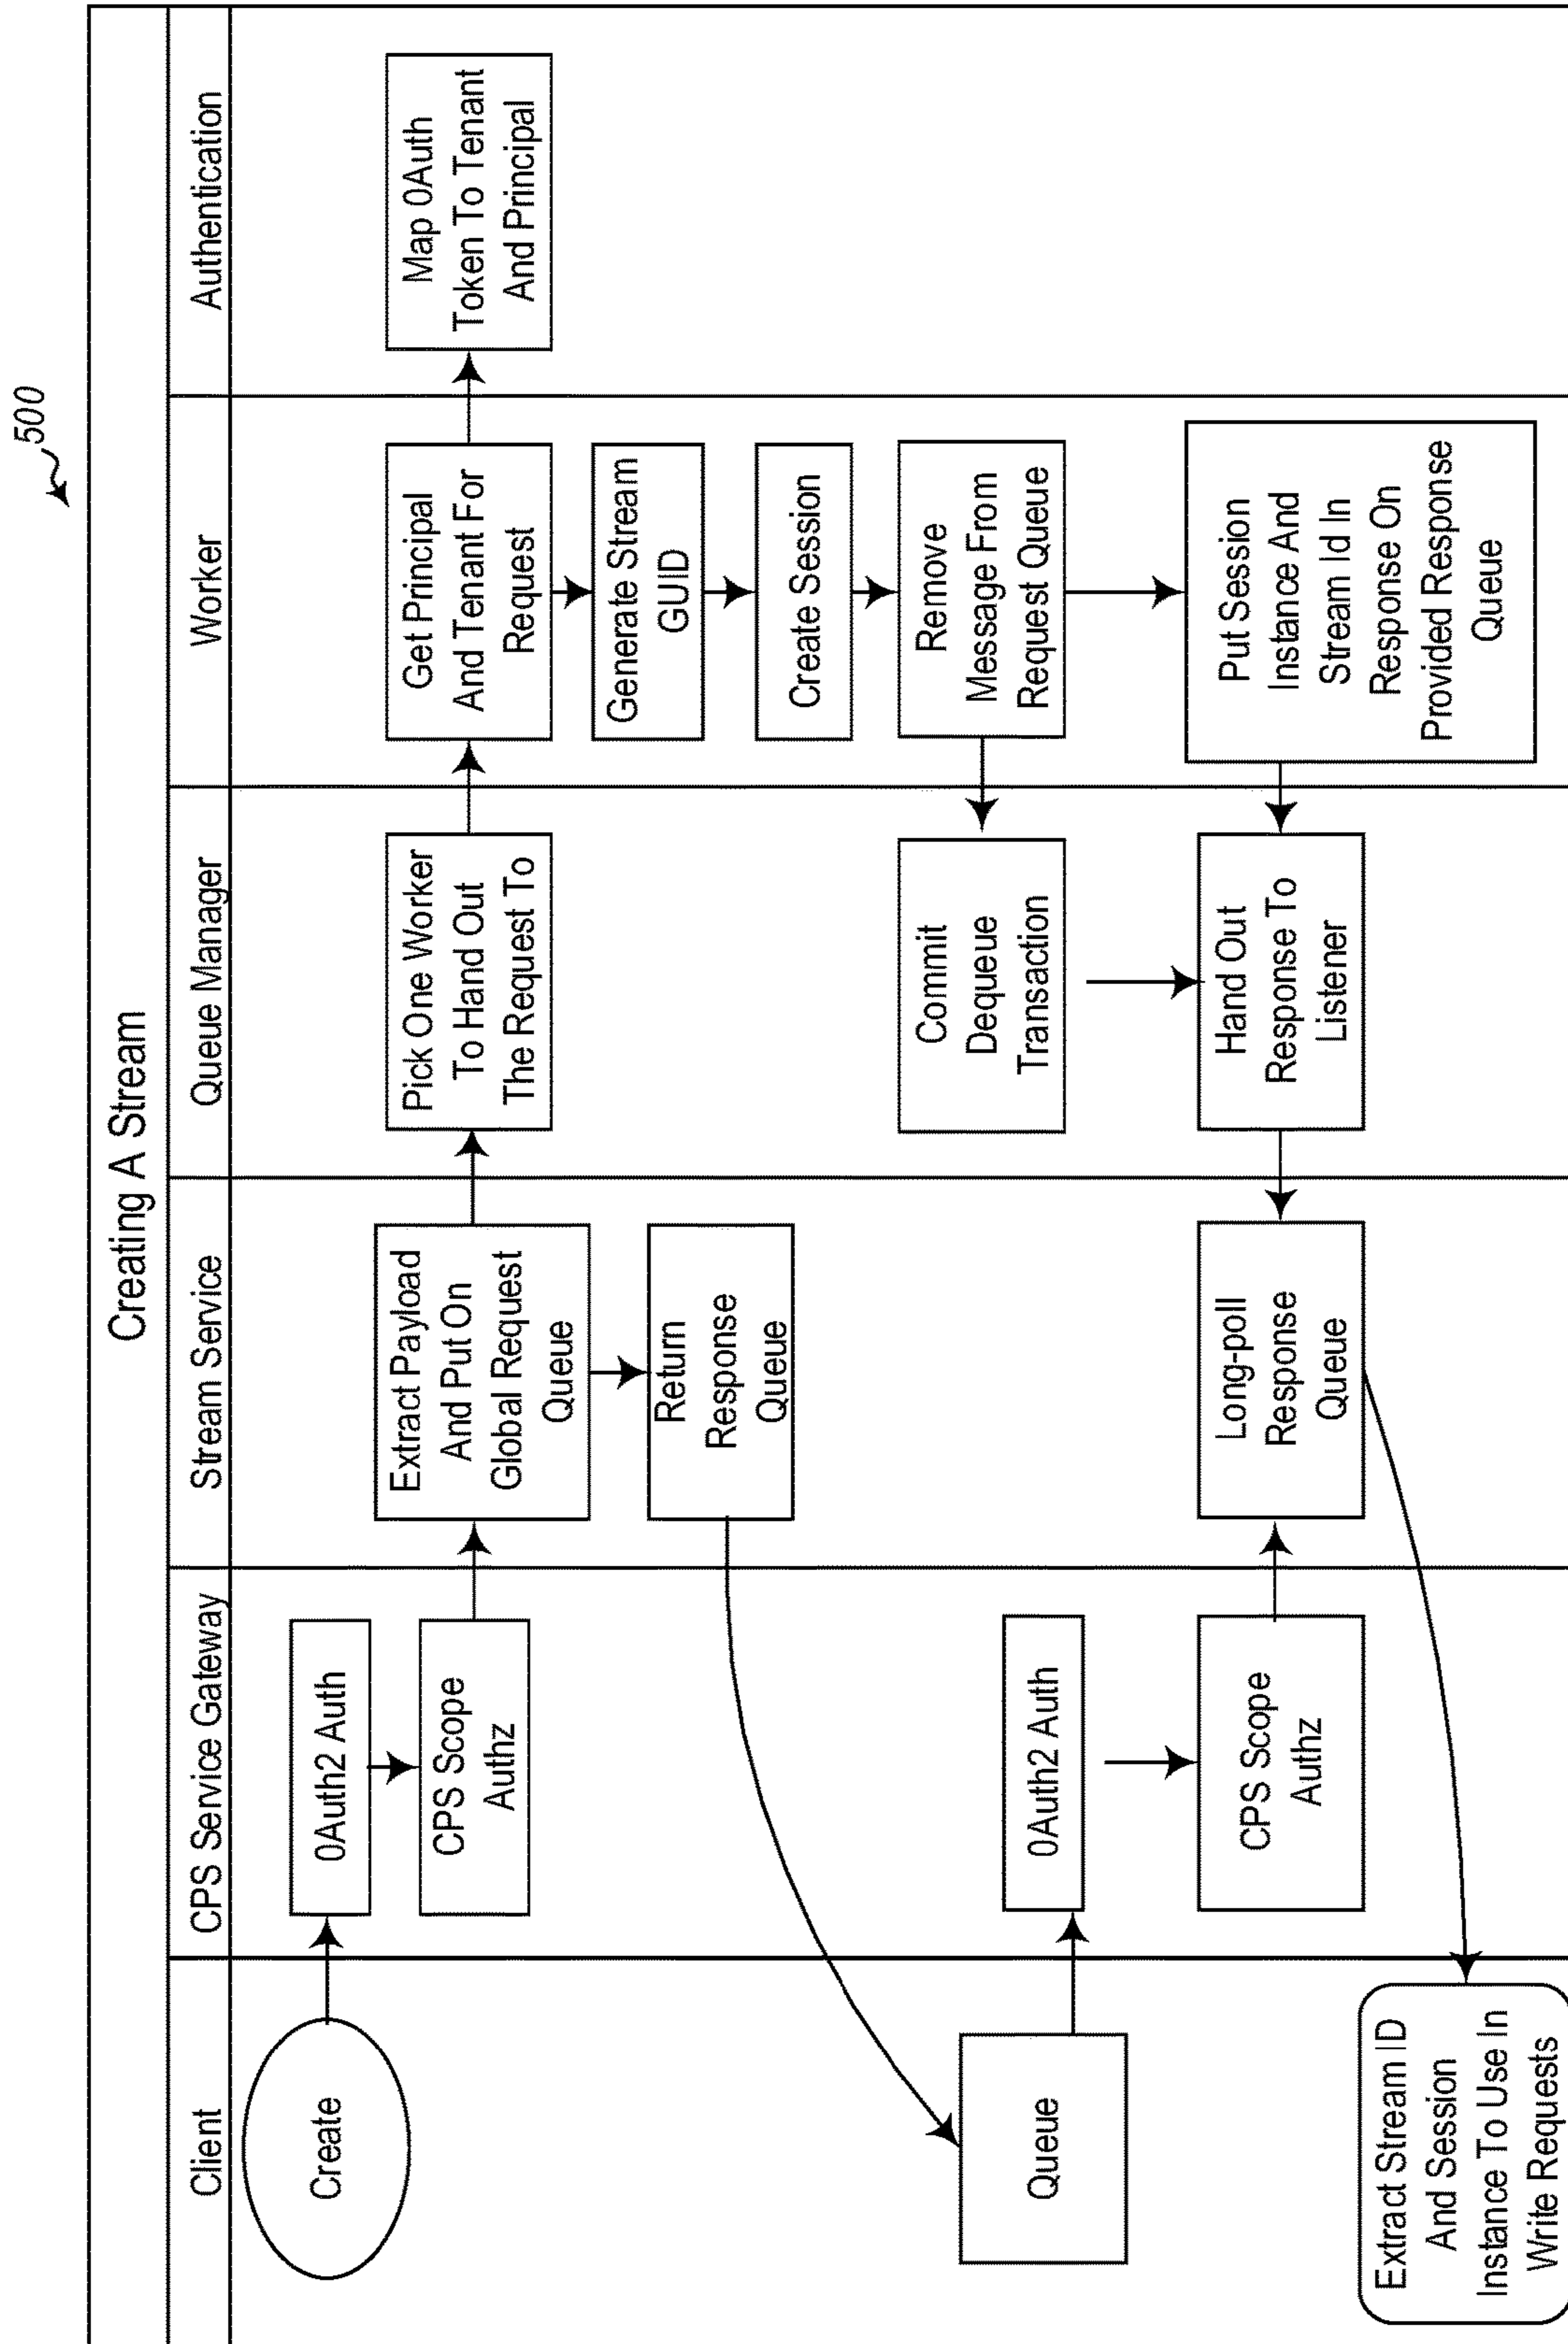 500
Creating A Stream
Client
CPS Service Gateway
Stream Service
Queue Manager
Worker
Authentication
Create
0Auth2 Auth
CPS Scope
Authz
Extract Payload
And Put On
Global Request
Queue
Pick One Worker
To Hand Out
The Request To
Get Principal
And Tenant For
Request
Map 0Auth
Token To Tenant
And Principal
Return
Response
Queue
Generate Stream
GUID
Create Session
Queue
0Auth2 Auth
Commit
Dequeue
Transaction
Remove
Message From
Request Queue
CPS Scope
Authz
Long-poll
Response
Queue
Hand Out
Response To
Listener
Put Session
Instance And
Stream Id In
Response On
Provided Response
Queue
Extract Stream ID
And Session
Instance To Use In
Write Requests